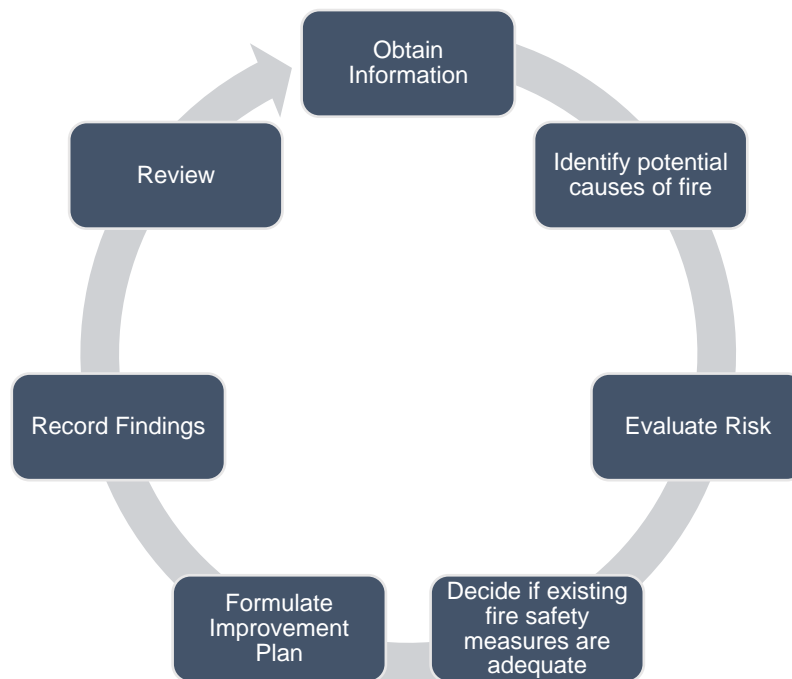 Obtain
Information
Identify potential
causes of fire
Evaluate Risk
Decide if existing
fire safety
measures are
adequate
Formulate
Improvement
Plan
Record Findings
Review